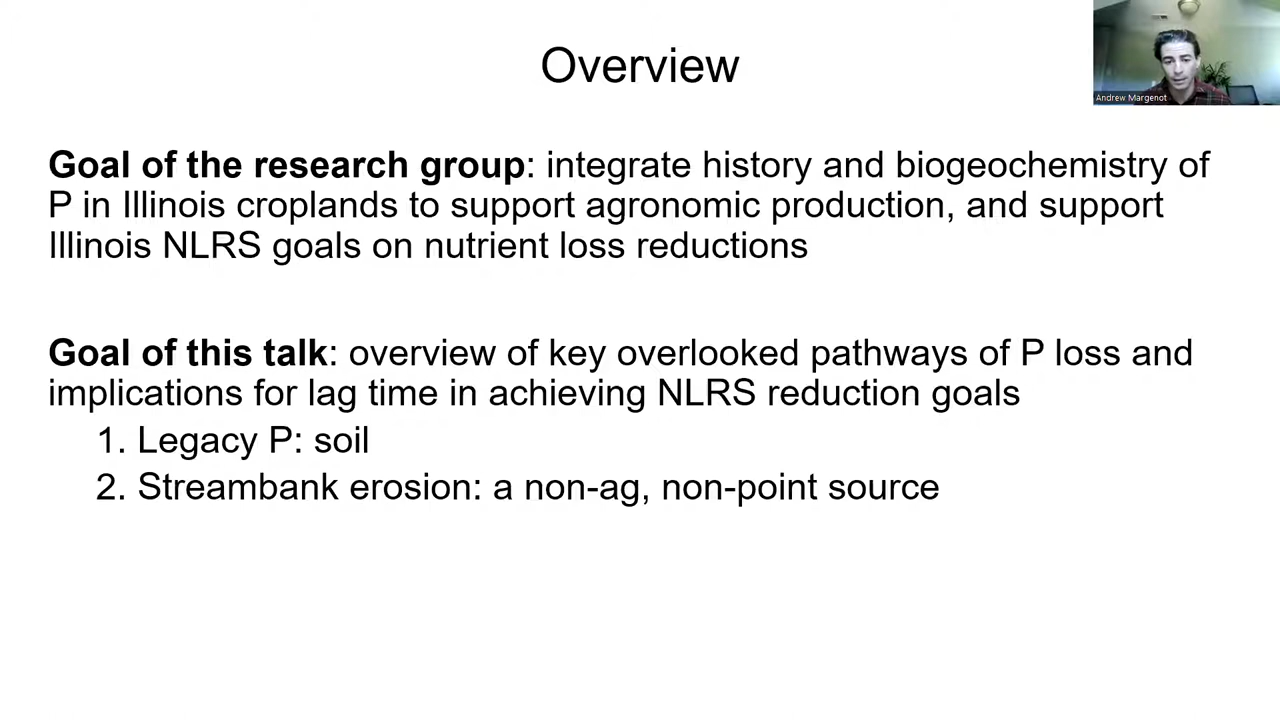 Overview
Andrew Margenot
Goal of the research group: integrate history and biogeochemistry of
P in Illinois croplands to support agronomic production, and support
Illinois NLRS goals on nutrient loss reductions
Goal of this talk: overview of key overlooked pathways of P loss and
implications for lag time in achieving NLRS reduction goals
1. Legacy P: soil
2. Streambank erosion: a non-ag, non-point source